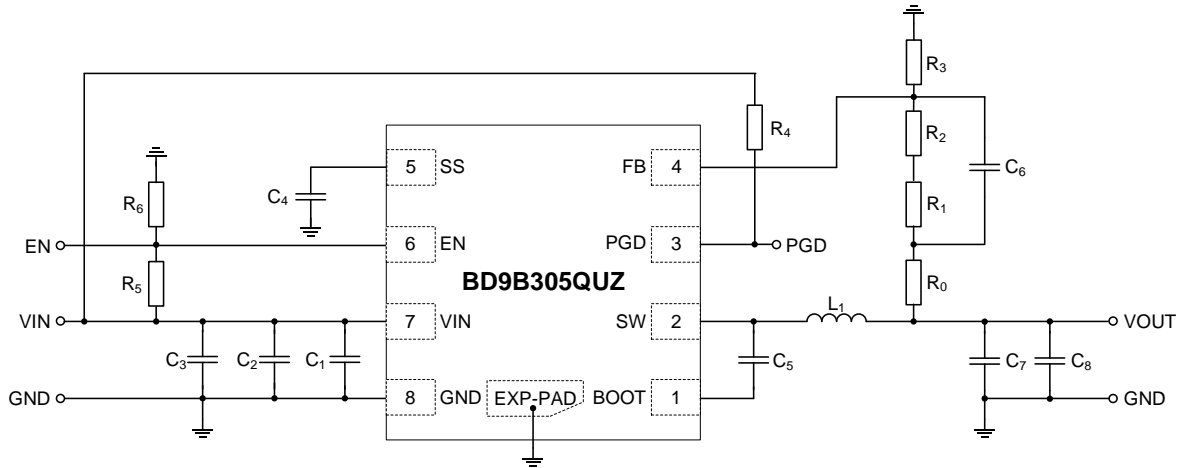 R3
R4
R2
5 SS
FB 4
C6
C4
R6
R1
EN
6 EN
PGD 3
PGD
BD9B305QUZ
R5
R0
L1
VIN
7 VIN
SW 2
VOUT
C3
C2
C1
C5
C7
C8
GND
8 GND
EXP-PAD
BOOT 1
GND